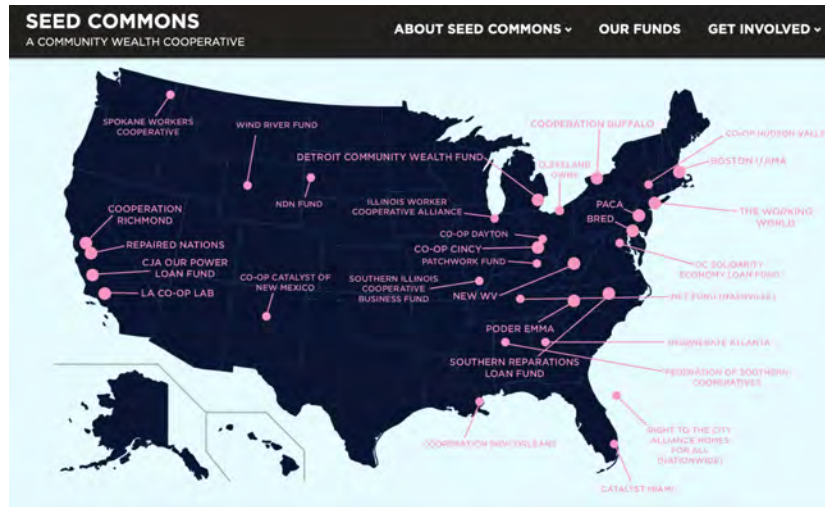 SEED COMMONS
A COMMUNITY WEALTH COOPERATIVE
ABOUT SEED COMMONS
OUR FUNDS
GET INVOLVED
SPOKANE WORKERS
COOPERATIVE
WIND RIVER FUND
COOPERATION BUFFALO
CO-OP HUDSON VALLEY
DETROIT COMMUNITY WEALTH FUND
CLEVELAND
OWNS
BOSTON UJIMA
NDN FUND
ILLINOIS WORKER
COOPERATIVE ALLIANCE
PACA
BRED
THE WORKING
WORLD
COOPERATION
RICHMOND
CO-OP DAYTON
REPAIRED NATIONS
CO-OP CINCY
PATCHWORK FUND
CJA OUR POWER
LOAN FUND
DC SOLIDARITY
ECONOMY LOAN FUND
CO-OP CATALYST OF
NEW MEXICO
SOUTHERN ILLINOIS
COOPERATIVE
BUSINESS FUND
LA CO-OP LAB
NEW WV
FUND (NASHVILLE)
PODER EMMA
ATLANTA
SOUTHERN REPARATIONS
LOAN FUND
FEDERATION OF SOUTHERN
COOPERATIVES
COOPERATION NEW ORLEANS
RIGHT TO THE CITY
ALLIANCE HOMES
FOR ALL
(NATIONWIDE)
CATALYST MIAMI